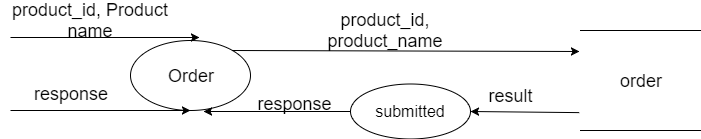 product_id, Product
name
product_id,
product_name
Order
order
response
response
submitted
result